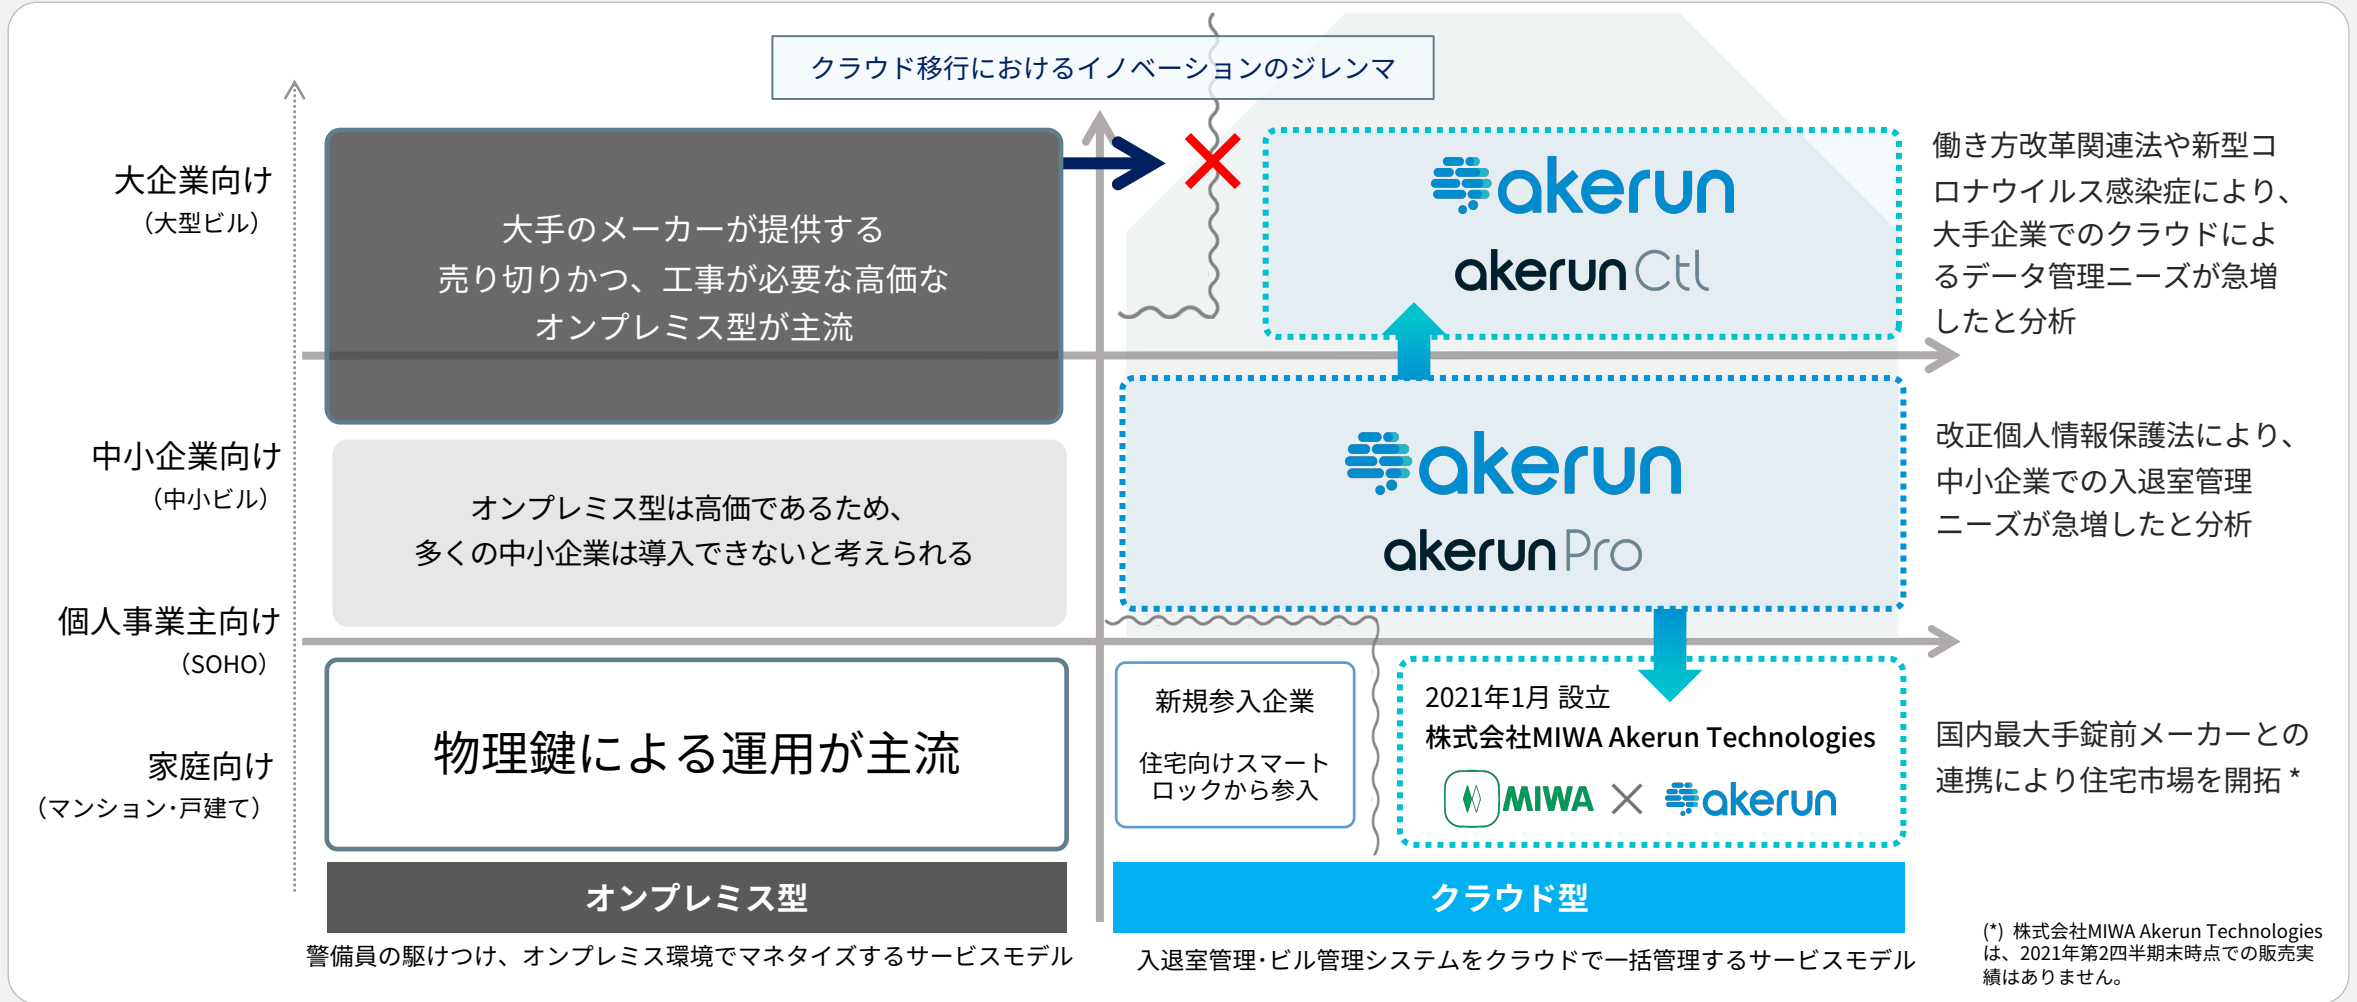 クラウド移行におけるイノベーションのジレンマ
大企業向け
（大型ビル）
大手のメーカーが提供する
売り切りかつ、工事が必要な高価な
オンプレミス型が主流
akerun
akerun Ctl
働き方改革関連法や新型コ
ロナウイルス感染症により、
大手企業でのクラウドによ
るデータ管理ニーズが急増
したと分析
中小企業向け
（中小ビル）
オンプレミス型は高価であるため、
多くの中小企業は導入できないと考えられる
akerun
akerun Pro
改正個人情報保護法により、
中小企業での入退室管理
ニーズが急増したと分析
個人事業主向け
（SOHO）
家庭向け
（マンション･戸建て）
物理鍵による運用が主流
新規参入企業
住宅向けスマート
ロックから参入
2021年1月 設立
株式会社MIWA Akerun Technologies
MIWA × akerun
国内最大手錠前メーカーとの
連携により住宅市場を開拓 *
オンプレミス型
クラウド型
警備員の駆けつけ、オンプレミス環境でマネタイズするサービスモデル
入退室管理･ビル管理システムをクラウドで一括管理するサービスモデル
(*) 株式会社MIWA Akerun Technologies
は、2021年第2四半期末時点での販売実
績はありません。